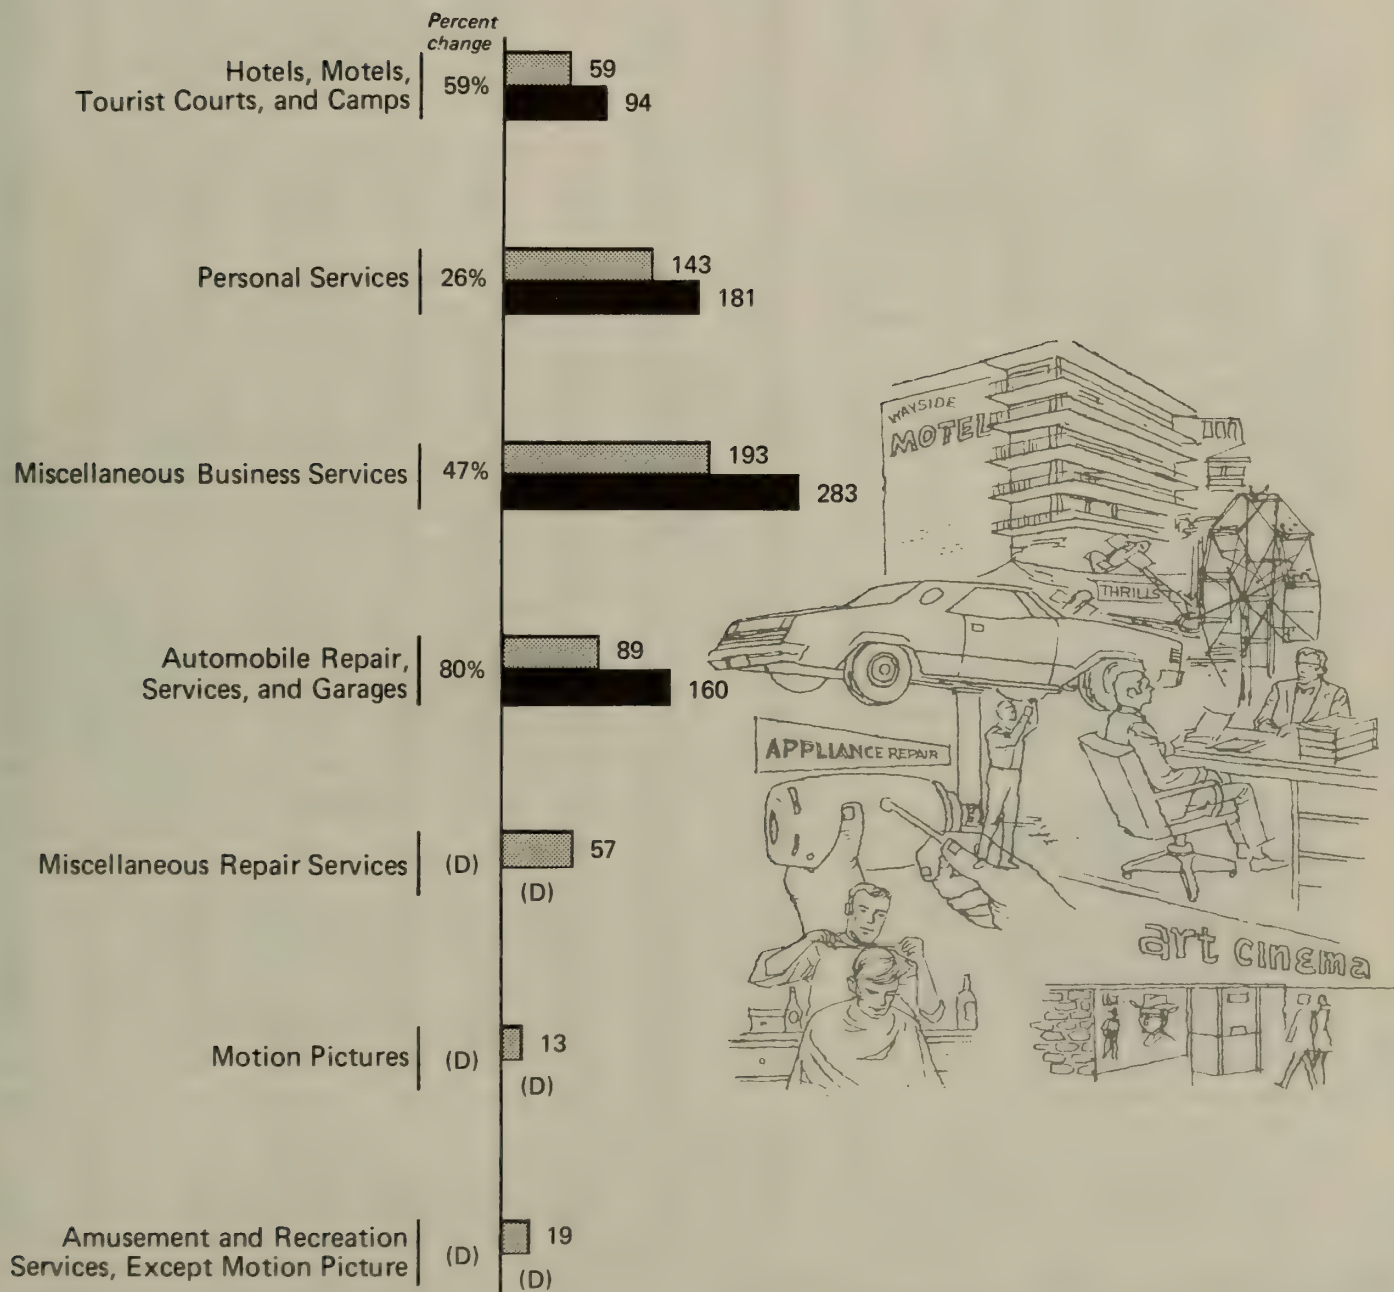 Percent
change
Hotels, Motels,
Tourist Courts, and Camps
59%
59
94
Personal Services
26%
143
181
Miscellaneous Business Services
47%
193
283
Automobile Repair,
Services, and Garages
80%
89
160
Miscellaneous Repair Services
(D)
57
(D)
Motion Pictures
(D)
13
(D)
Amusement and Recreation
Services, Except Motion Picture
(D)
19
(D)
WAYSIDE
MOTEL
THRILLS
APPLIANCE REPAIR
art cinema